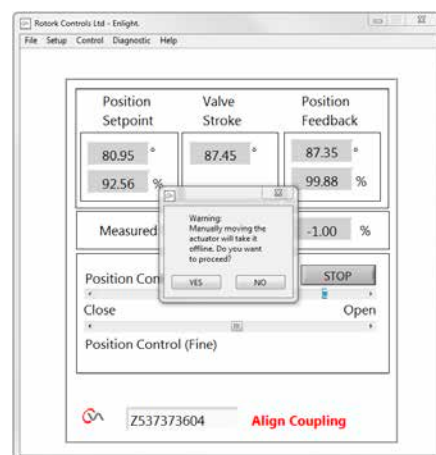 Rotork Controls Ltd - Enlight
File Setup Control Diagnostic Help
Position Setpoint
Valve Stroke
Position Feedback
80.95 °
87.45 °
87.35 °
92.56 %
99.88 %
Warning:
Manually moving the
actuator will take it
offline. Do you want
to proceed?
YES NO
Measured
-1.00 %
Position
STOP
Close Open
Position Control (Fine)
Z537373604
Align Coupling